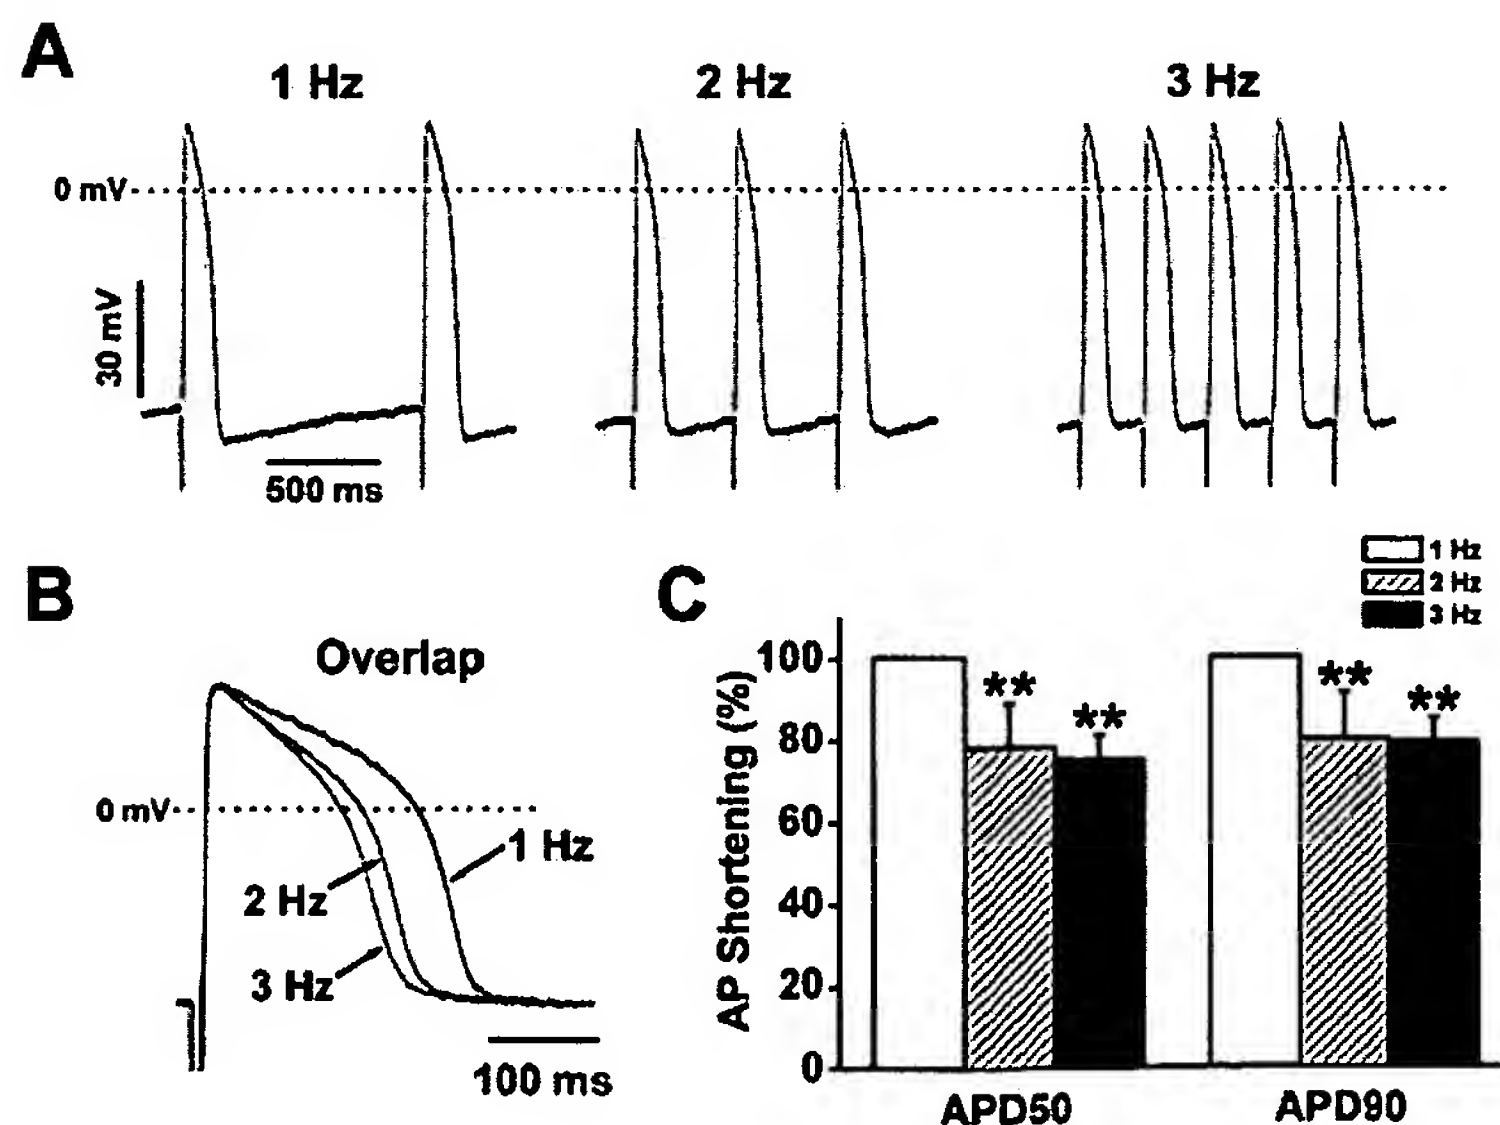 A
1 Hz
2 Hz
3 Hz
0 mV
30 mV
500 ms
B
Overlap
0 mV
1 Hz
2 Hz
3 Hz
100 ms
C
1 Hz
2 Hz
3 Hz
AP Shortening (%)
100
80
60
40
20
0
**
**
**
**
APD50
APD90